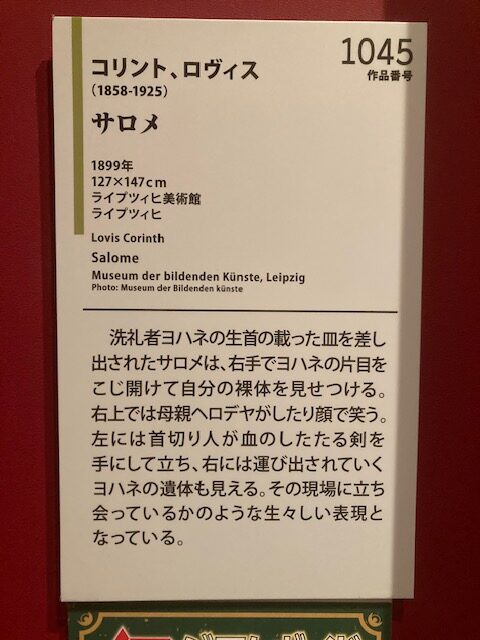 1045
作品番号
コリント、ロヴィス
(1858-1925)
サロメ
1899年
127×147cm
ライプツィヒ美術館
ライプツィヒ
Lovis Corinth
Salome
Museum der bildenden Künste, Leipzig
Photo: Museum der Bildenden künste
洗礼者ヨハネの生首の載った皿を差し
出されたサロメは、右手でヨハネの片目を
こじ開けて自分の裸体を見せつける。
右上では母親ヘロデヤがしたり顔で笑う。
左には首切り人が血のしたたる剣を
手にして立ち、右には運び出されていく
ヨハネの遺体も見える。その現場に立ち
会っているかのような生々しい表現と
なっている。